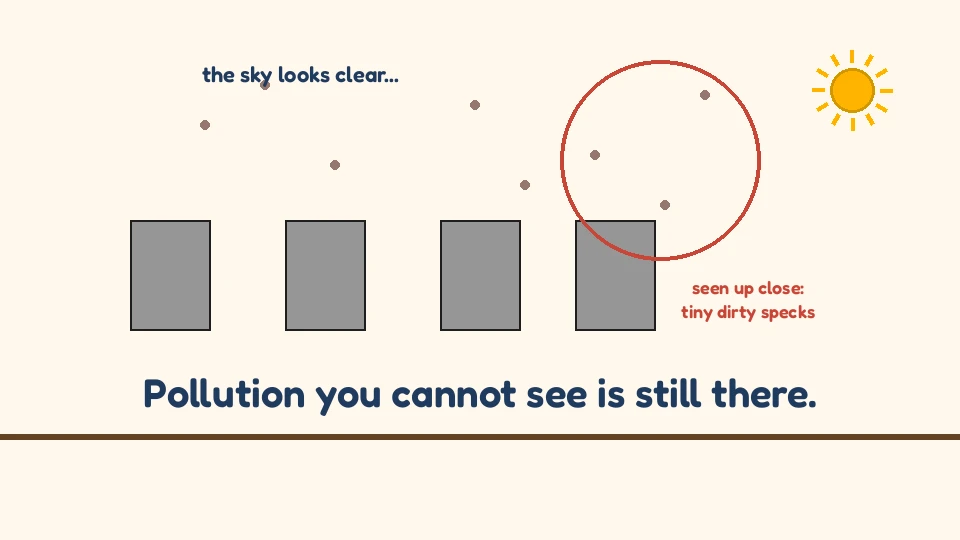 the sky looks clear...
seen up close:
tiny dirty specks
Pollution you cannot see is still there.